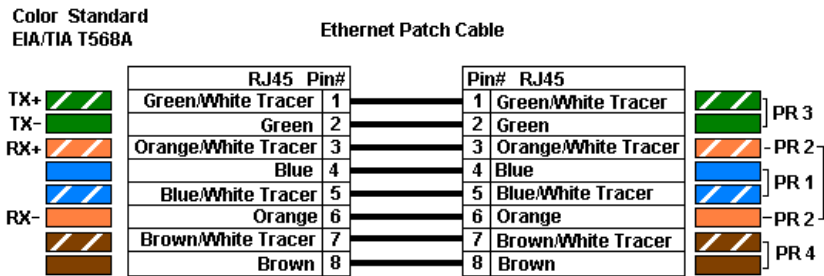 Color Standard
EIA/TIA T568A
Ethernet Patch Cable
RJ45 Pin# Pin# RJ45
TX+ Green/White Tracer 1 1 Green/White Tracer
TX- Green 2 2 Green PR 3
RX+ Orange/White Tracer 3 3 Orange/White Tracer PR 2
Blue 4 4 Blue
Blue/White Tracer 5 5 Blue/White Tracer PR 1
RX- Orange 6 6 Orange PR 2
Brown/White Tracer 7 7 Brown/White Tracer
Brown 8 8 Brown PR 4